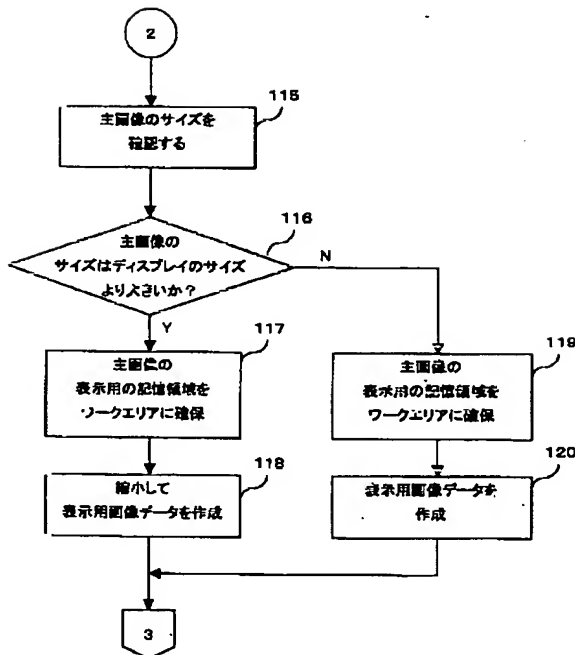 2
115
主画像のサイズを
確認する
116
主画像の
サイズはディスプレイのサイズ
より大きいか？
N
Y
117
主画像の
表示用の記憶領域を
ワークエリアに確保
119
主画像の
表示用の記憶領域を
ワークエリアに確保
118
縮小して
表示用画像データを作成
120
表示用画像データを
作成
3